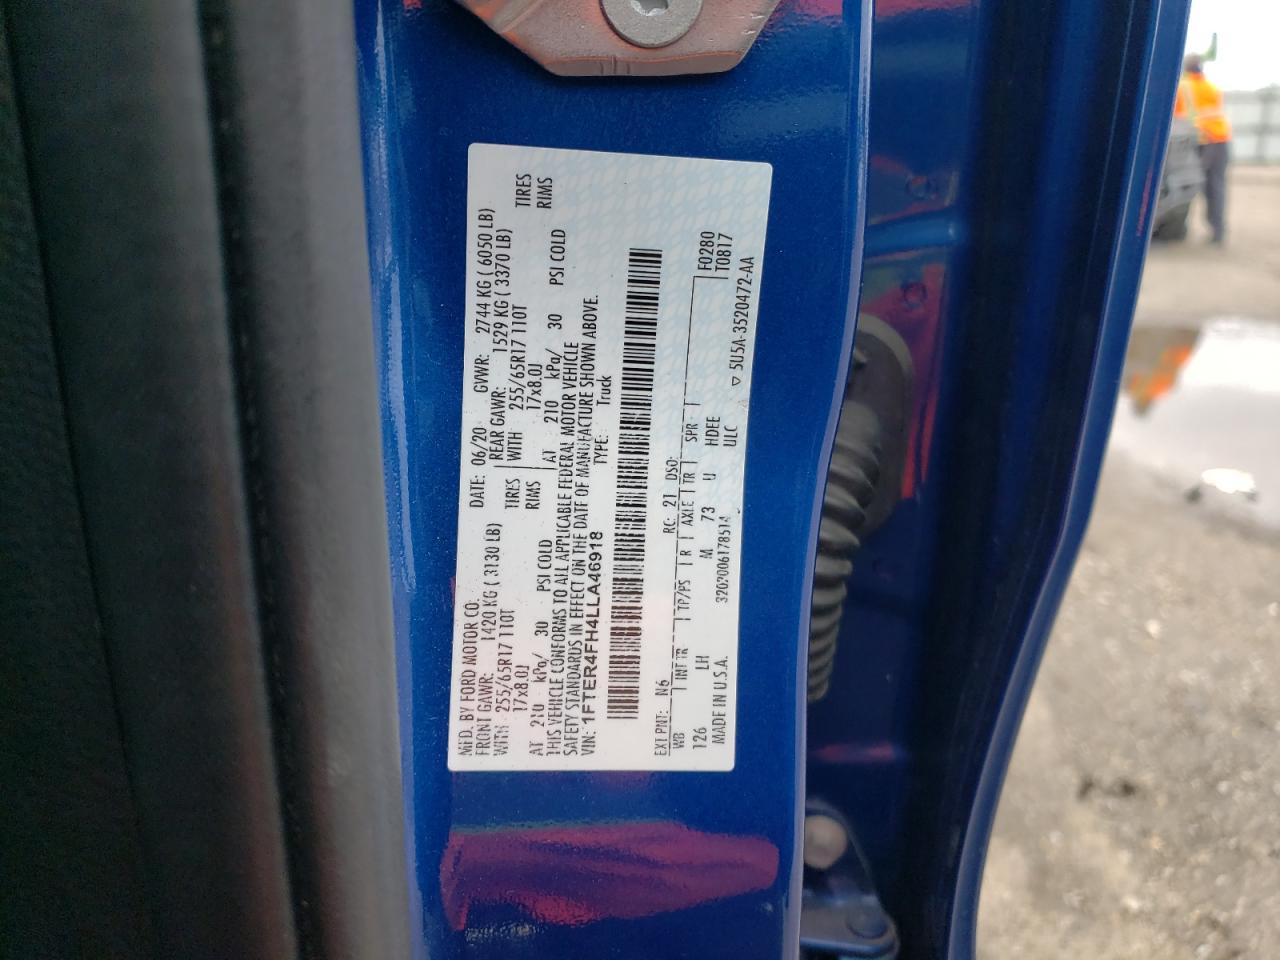 MFD. BY FORD MOTOR CO. DATE: 06/20 GVWR: 2744 KG ( 6050 LB)
FRONT GAWR: 1420 KG ( 3130 LB) REAR GAWR: 1529 KG ( 3370 LB)
WITH 255/65R17 110T TIRES WITH 255/65R17 110T TIRES
17x8.0J RIMS 17x8.0J RIMS
AT 210 kPa/ 30 PSI COLD AT 210 kPa/ 30 PSI COLD
THIS VEHICLE CONFORMS TO ALL APPLICABLE FEDERAL MOTOR VEHICLE
SAFETY STANDARDS IN EFFECT ON THE DATE OF MANUFACTURE SHOWN ABOVE.
VIN: 1FTER4FH4LLA46918 TYPE: Truck
EXT PNT: N6 RC: 21 DSO:
WB INT TR TP/PS R AXLE TR SPR F0280
126 LH M 73 U HDEE T0817
MADE IN U.S.A. 3202006178514 ULC ▽ 5U5A-3520472-AA